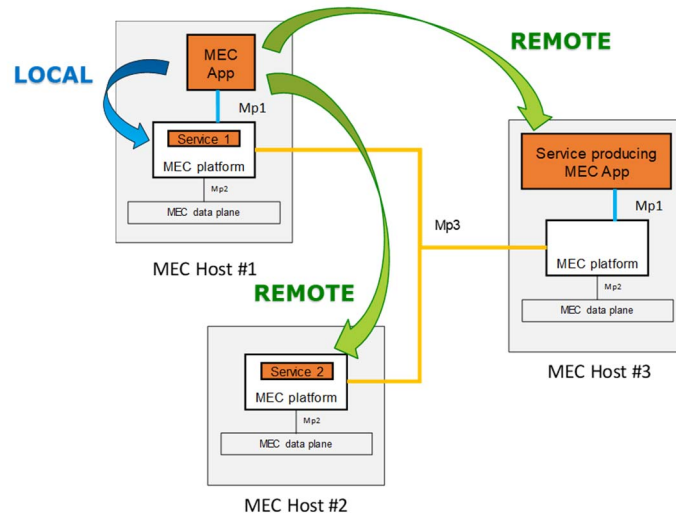 REMOTE
LOCAL
MEC
App
Mp1
Service 1
MEC platform
Mp2
MEC data plane
MEC Host #1
Service producing
MEC App
Mp1
MEC platform
Mp2
MEC data plane
MEC Host #3
Mp3
REMOTE
Service 2
MEC platform
Mp2
MEC data plane
MEC Host #2